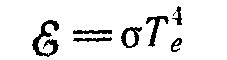 ℰ = σT_e^4